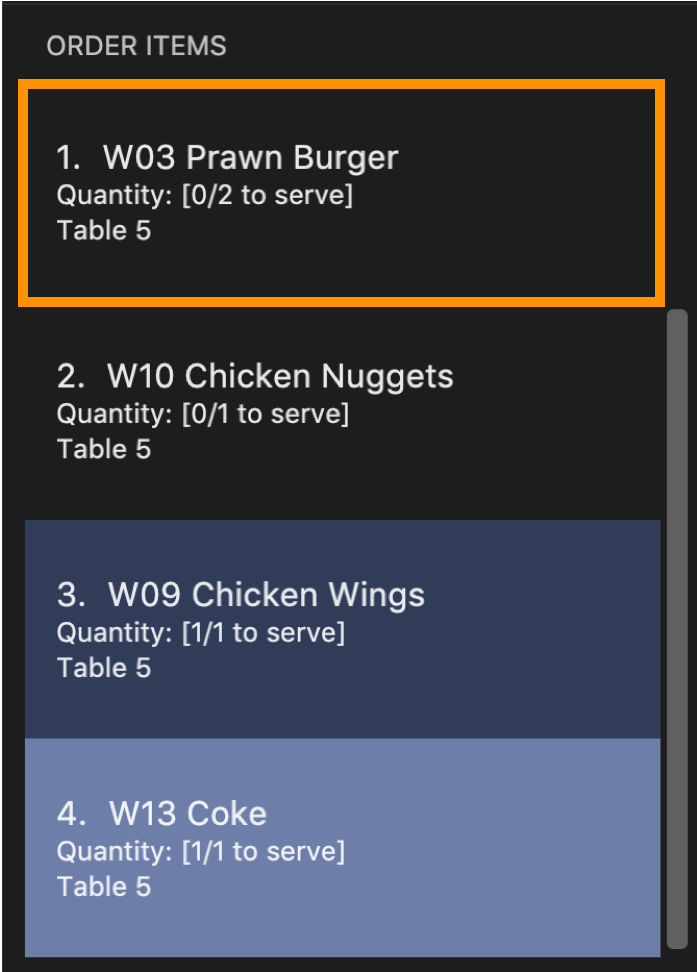 ORDER ITEMS
1. W03 Prawn Burger
Quantity: [0/2 to serve]
Table 5
2. W10 Chicken Nuggets
Quantity: [0/1 to serve]
Table 5
3. W09 Chicken Wings
Quantity: [1/1 to serve]
Table 5
4. W13 Coke
Quantity: [1/1 to serve]
Table 5